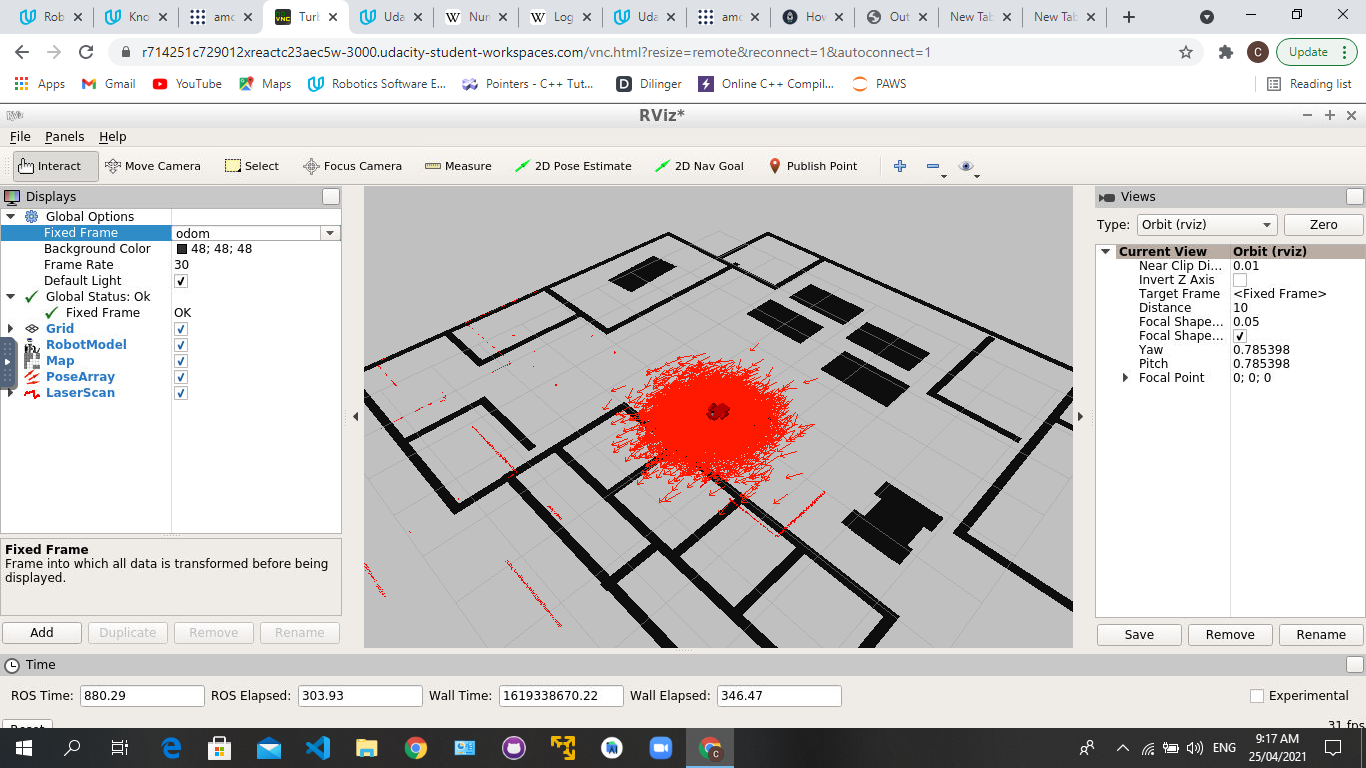 Rob
Kno
amc
Turt
Uda
Nur
Log
Uda
amc
Hov
Out
New Tab
New Tab
r714251c729012xreactc23aec5w-3000.udacity-student-workspaces.com/vnc.html?resize=remote&reconnect=1&autoconnect=1
C
Update
Apps
Gmail
YouTube
Maps
Robotics Software E...
Pointers - C++ Tut...
Dilinger
Online C++ Compil...
PAWS
Reading list
RViz
RViz*
File
Panels
Help
Interact
Move Camera
Select
Focus Camera
Measure
2D Pose Estimate
2D Nav Goal
Publish Point
Displays
Global Options
Fixed Frame odom
Background Color 48; 48; 48
Frame Rate 30
Default Light
Global Status: Ok
Fixed Frame OK
Grid
RobotModel
Map
PoseArray
LaserScan
Fixed Frame
Frame into which all data is transformed before being
displayed.
Add
Duplicate
Remove
Rename
Views
Type: Orbit (rviz)
Zero
Current View Orbit (rviz)
Near Clip Di... 0.01
Invert Z Axis
Target Frame <Fixed Frame>
Distance 10
Focal Shape... 0.05
Focal Shape...
Yaw 0.785398
Pitch 0.785398
Focal Point 0; 0; 0
Save
Remove
Rename
Time
ROS Time: 880.29
ROS Elapsed: 303.93
Wall Time: 1619338670.22
Wall Elapsed: 346.47
Experimental
Reset
31 fps
ENG
9:17 AM
25/04/2021